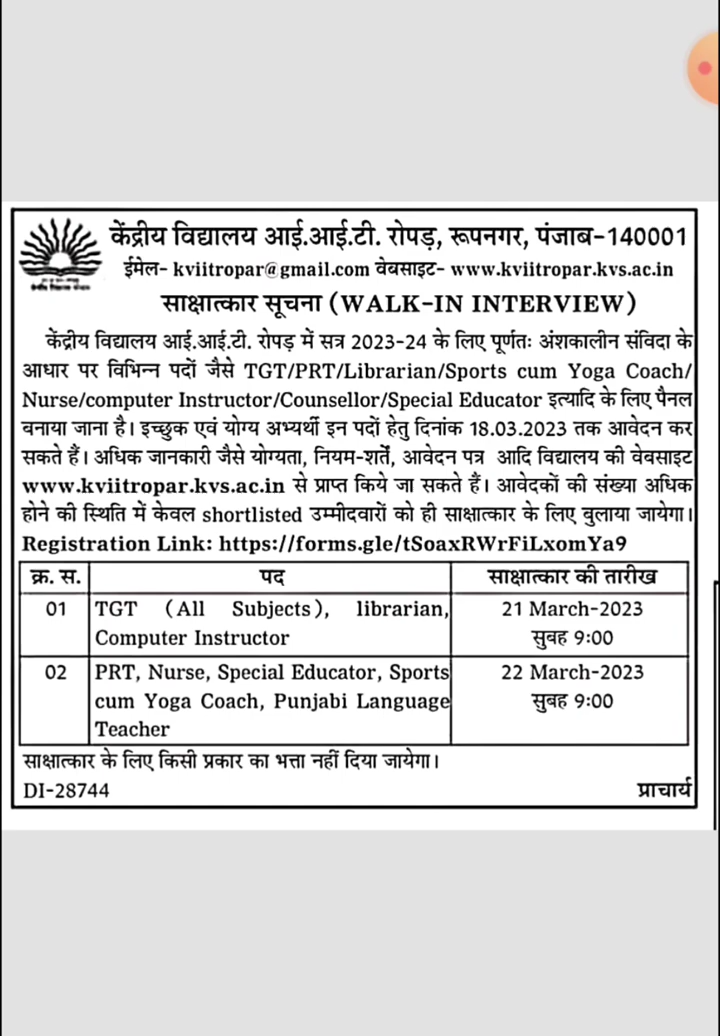 केंद्रीय विद्यालय आई.आई.टी. रोपड़, रूपनगर, पंजाब-140001
ईमेल- kviitropar@gmail.com वेबसाइट- www.kviitropar.kvs.ac.in
साक्षात्कार सूचना (WALK-IN INTERVIEW)
केंद्रीय विद्यालय आई.आई.टी. रोपड़ में सत्र 2023-24 के लिए पूर्णतः अंशकालीन संविदा के
आधार पर विभिन्न पदों जैसे TGT/PRT/Librarian/Sports cum Yoga Coach/
Nurse/computer Instructor/Counsellor/Special Educator इत्यादि के लिए पैनल
बनाया जाना है। इच्छुक एवं योग्य अभ्यर्थी इन पदों हेतु दिनांक 18.03.2023 तक आवेदन कर
सकते हैं। अधिक जानकारी जैसे योग्यता, नियम-शर्तें, आवेदन पत्र आदि विद्यालय की वेबसाइट
www.kviitropar.kvs.ac.in से प्राप्त किये जा सकते हैं। आवेदकों की संख्या अधिक
होने की स्थिति में केवल shortlisted उम्मीदवारों को ही साक्षात्कार के लिए बुलाया जायेगा।
Registration Link: https://forms.gle/tSoaxRWrFiLxomYa9
क्र. स. पद साक्षात्कार की तारीख
01 TGT (All Subjects), librarian, 21 March-2023
Computer Instructor सुबह 9:00
02 PRT, Nurse, Special Educator, Sports 22 March-2023
cum Yoga Coach, Punjabi Language सुबह 9:00
Teacher
साक्षात्कार के लिए किसी प्रकार का भत्ता नहीं दिया जायेगा।
DI-28744 प्राचार्य